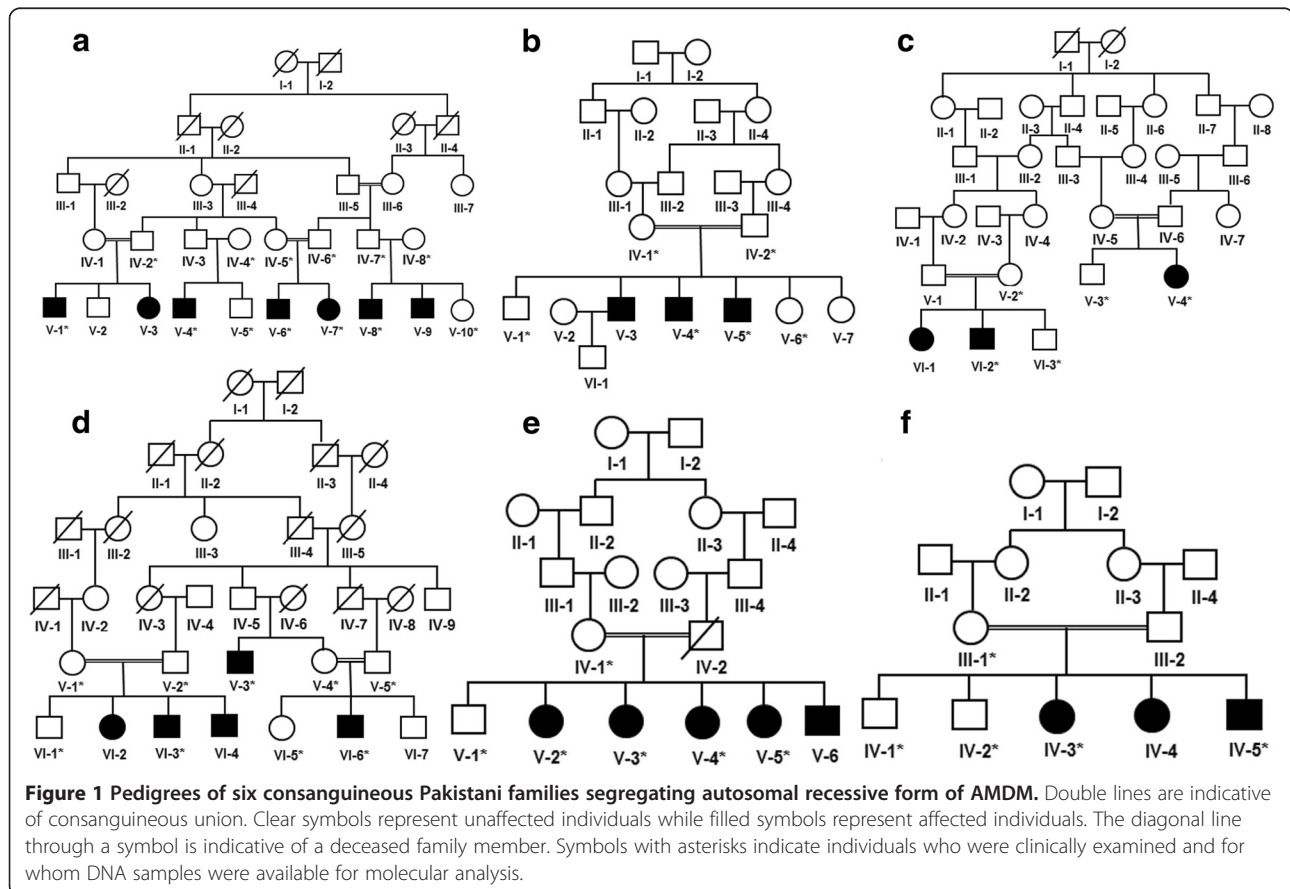 a
I-1 I-2
II-1 II-2 II-3 II-4
III-1 III-2 III-3 III-4 III-5 III-6 III-7
IV-1 IV-2* IV-3 IV-4* IV-5* IV-6* IV-7* IV-8*
V-1* V-2 V-3 V-4* V-5* V-6* V-7* V-8* V-9 V-10*
b
I-1 I-2
II-1 II-2 II-3 II-4
III-1 III-2 III-3 III-4
IV-1* IV-2*
V-1* V-2 V-3 V-4* V-5* V-6* V-7
VI-1
c
I-1 I-2
II-1 II-2 II-3 II-4 II-5 II-6 II-7 II-8
III-1 III-2 III-3 III-4 III-5 III-6
IV-1 IV-2 IV-3 IV-4 IV-5 IV-6 IV-7
V-1 V-2* V-3* V-4*
VI-1 VI-2* VI-3*
d
I-1 I-2
II-1 II-2 II-3 II-4
III-1 III-2 III-3 III-4 III-5
IV-1 IV-2 IV-3 IV-4 IV-5 IV-6 IV-7 IV-8 IV-9
V-1* V-2* V-3* V-4* V-5*
VI-1* VI-2 VI-3* VI-4 VI-5* VI-6* VI-7
e
I-1 I-2
II-1 II-2 II-3 II-4
III-1 III-2 III-3 III-4
IV-1* IV-2
V-1* V-2* V-3* V-4* V-5* V-6
f
I-1 I-2
II-1 II-2 II-3 II-4
III-1* III-2
IV-1* IV-2* IV-3* IV-4 IV-5*
Figure 1 Pedigrees of six consanguineous Pakistani families segregating autosomal recessive form of AMDM. Double lines are indicative
of consanguineous union. Clear symbols represent unaffected individuals while filled symbols represent affected individuals. The diagonal line
through a symbol is indicative of a deceased family member. Symbols with asterisks indicate individuals who were clinically examined and for
whom DNA samples were available for molecular analysis.